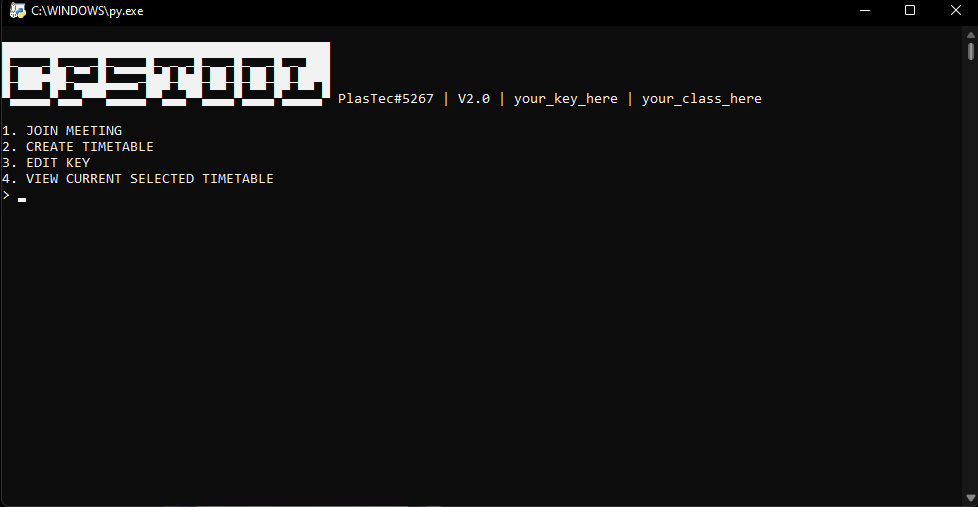 C:\WINDOWS\py.exe
CPSTOOL
PlasTec#5267 | V2.0 | your_key_here | your_class_here
1. JOIN MEETING
2. CREATE TIMETABLE
3. EDIT KEY
4. VIEW CURRENT SELECTED TIMETABLE
>